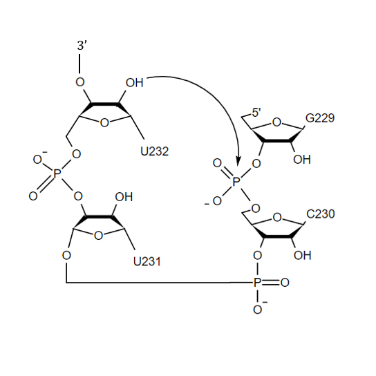 3'
O OH
5'
O G229
O
O OH
O⁻ O U232
P O
P
O O - O O
OH O C230
O
U231 O OH
O
P O
O⁻